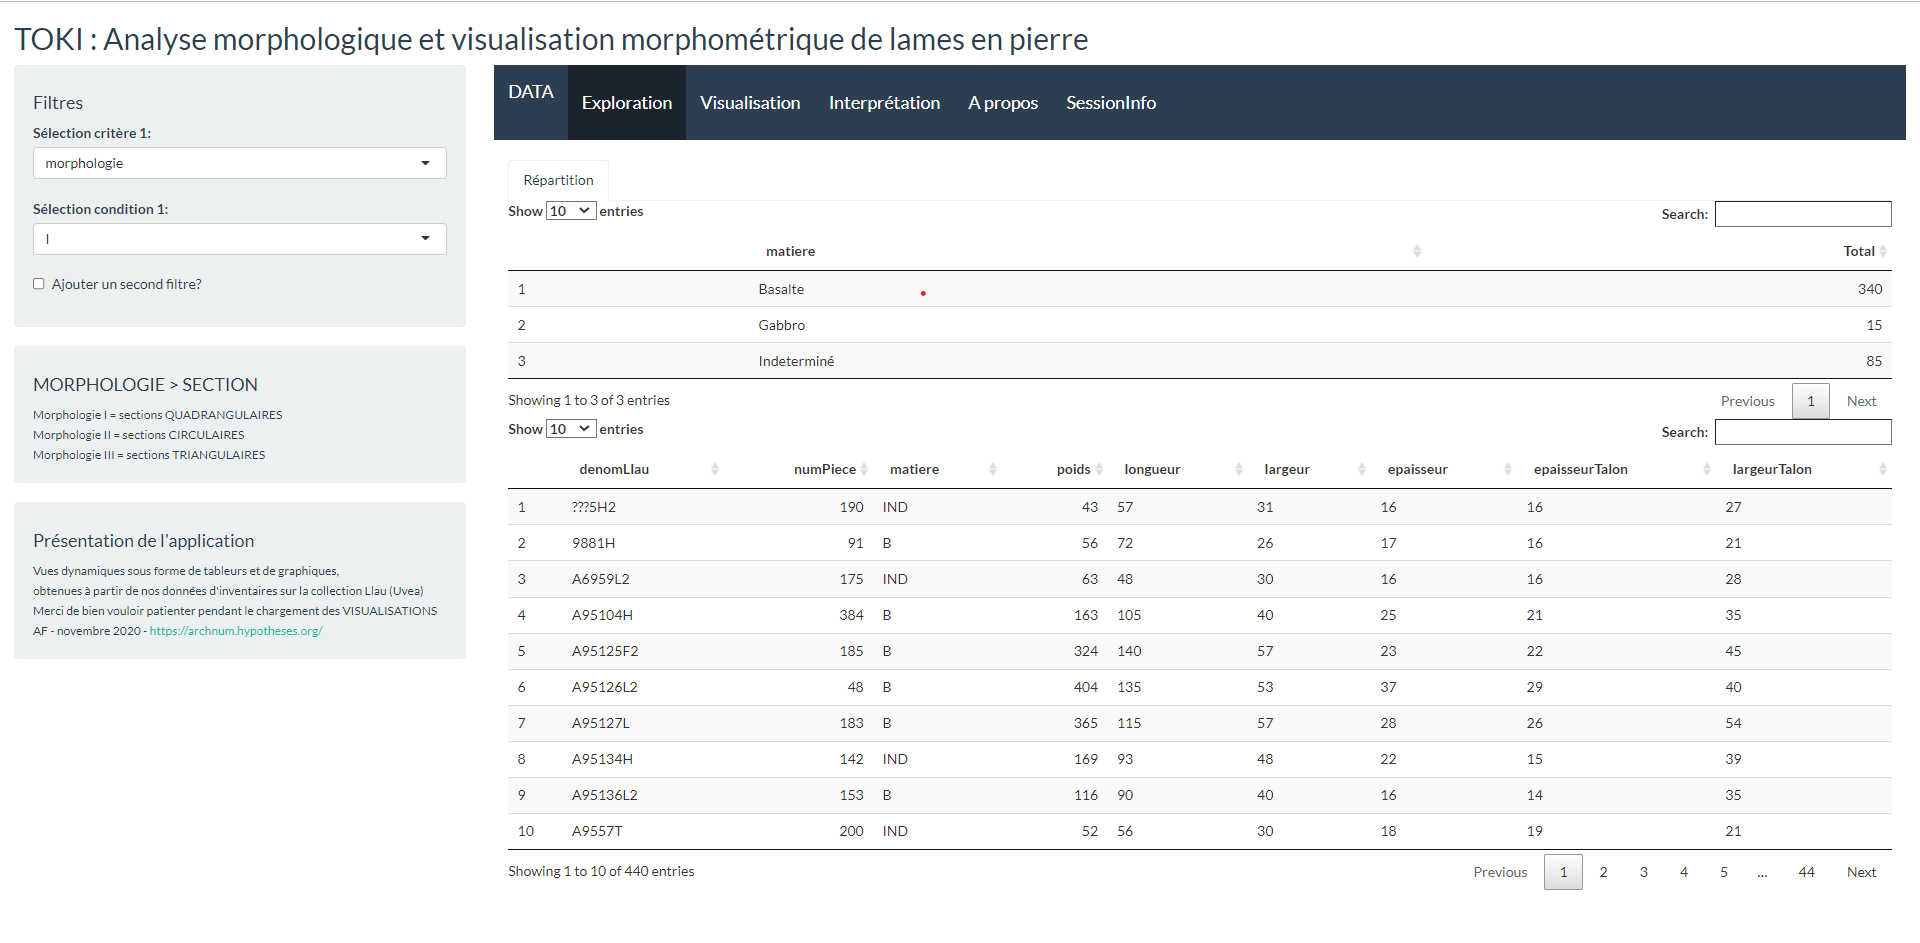 TOKI : Analyse morphologique et visualisation morphométrique de lames en pierre
Filtres
Sélection critère 1:
morphologie
Sélection condition 1:
I
Ajouter un second filtre?
MORPHOLOGIE > SECTION
Morphologie I = sections QUADRANGULAIRES
Morphologie II = sections CIRCULAIRES
Morphologie III = sections TRIANGULAIRES
Présentation de l'application
Vues dynamiques sous forme de tableurs et de graphiques,
obtenues à partir de nos données d'inventaires sur la collection Llau (Uvea)
Merci de bien vouloir patienter pendant le chargement des VISUALISATIONS
AF - novembre 2020 - https://archnum.hypotheses.org/
DATA Exploration Visualisation Interprétation A propos SessionInfo
Répartition
Show 10 entries Search:
matiere Total
1 Basalte 340
2 Gabbro 15
3 Indeterminé 85
Showing 1 to 3 of 3 entries Previous 1 Next
Show 10 entries Search:
denomLlau numPiece matiere poids longueur largeur epaisseur epaisseurTalon largeurTalon
1 ???5H2 190 IND 43 57 31 16 16 27
2 9881H 91 B 56 72 26 17 16 21
3 A6959L2 175 IND 63 48 30 16 16 28
4 A95104H 384 B 163 105 40 25 21 35
5 A95125F2 185 B 324 140 57 23 22 45
6 A95126L2 48 B 404 135 53 37 29 40
7 A95127L 183 B 365 115 57 28 26 54
8 A95134H 142 IND 169 93 48 22 15 39
9 A95136L2 153 B 116 90 40 16 14 35
10 A9557T 200 IND 52 56 30 18 19 21
Showing 1 to 10 of 440 entries Previous 1 2 3 4 5 ... 44 Next